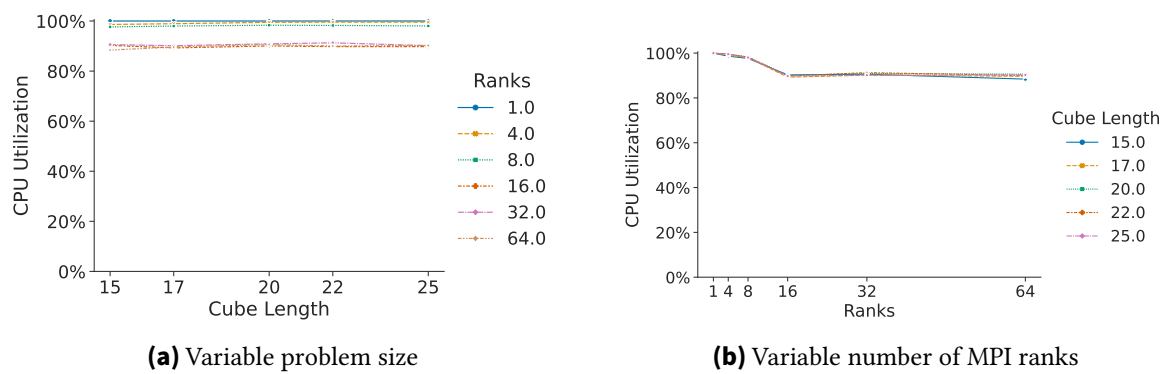 100%
80%
60%
40%
20%
0%
CPU Utilization
15 17 20 22 25
Cube Length
Ranks
1.0
4.0
8.0
16.0
32.0
64.0
(a) Variable problem size
100%
80%
60%
40%
20%
0%
CPU Utilization
1 4 8 16 32 64
Ranks
Cube Length
15.0
17.0
20.0
22.0
25.0
(b) Variable number of MPI ranks